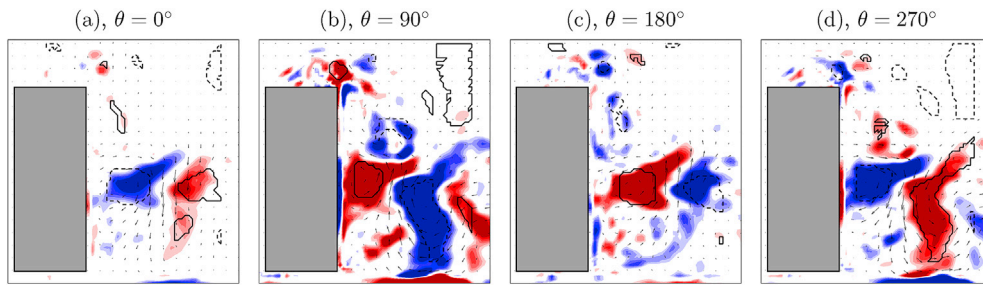 (a), θ = 0° (b), θ = 90° (c), θ = 180° (d), θ = 270°